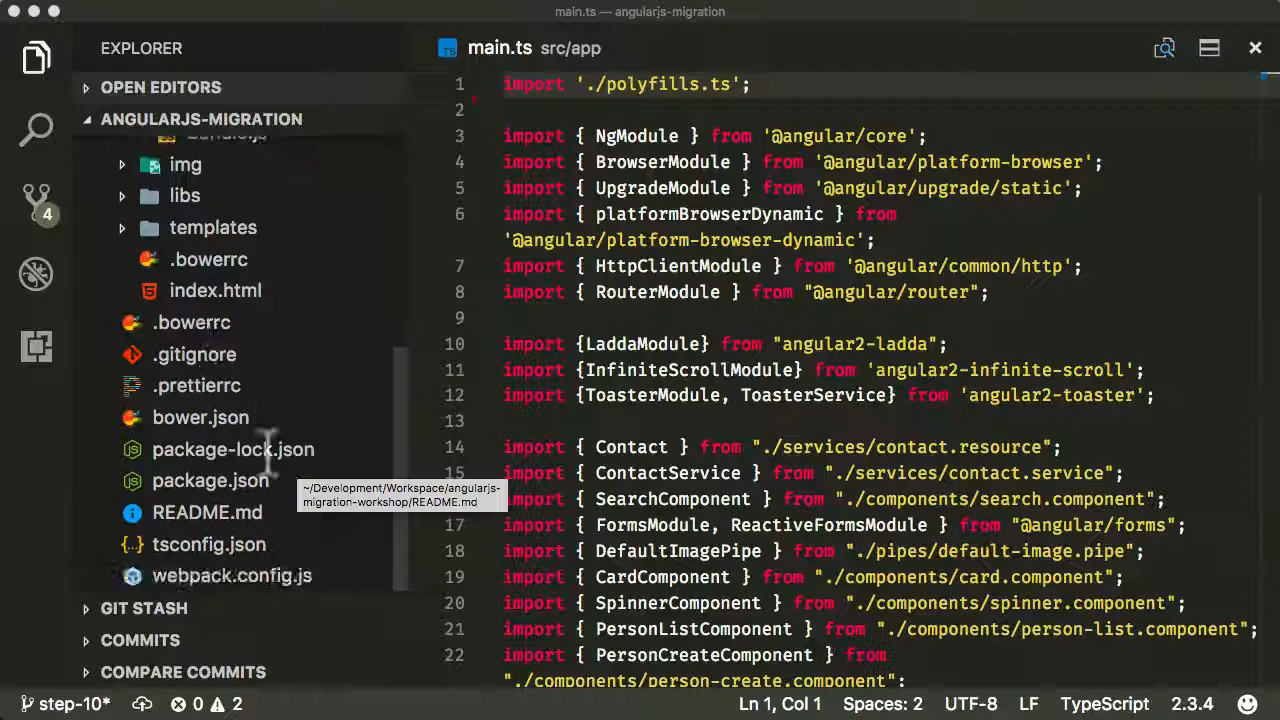 main.ts — angularjs-migration
EXPLORER
OPEN EDITORS
ANGULARJS-MIGRATION
bundle.js
img
libs
templates
.bowerrc
index.html
.bowerrc
.gitignore
.prettierrc
bower.json
package-lock.json
package.json
README.md
tsconfig.json
webpack.config.js
~/Development/Workspace/angularjs-
migration-workshop/README.md
GIT STASH
COMMITS
COMPARE COMMITS
4
TS main.ts src/app
1 import './polyfills.ts';
2
3 import { NgModule } from '@angular/core';
4 import { BrowserModule } from '@angular/platform-browser';
5 import { UpgradeModule } from '@angular/upgrade/static';
6 import { platformBrowserDynamic } from
'@angular/platform-browser-dynamic';
7 import { HttpClientModule } from '@angular/common/http';
8 import { RouterModule } from "@angular/router";
9
10 import {LaddaModule} from "angular2-ladda";
11 import {InfiniteScrollModule} from 'angular2-infinite-scroll';
12 import {ToasterModule, ToasterService} from 'angular2-toaster';
13
14 import { Contact } from "./services/contact.resource";
15 import { ContactService } from "./services/contact.service";
16 import { SearchComponent } from "./components/search.component";
17 import { FormsModule, ReactiveFormsModule } from "@angular/forms";
18 import { DefaultImagePipe } from "./pipes/default-image.pipe";
19 import { CardComponent } from "./components/card.component";
20 import { SpinnerComponent } from "./components/spinner.component";
21 import { PersonListComponent } from "./components/person-list.component";
22 import { PersonCreateComponent } from
"./components/person-create.component";
step-10* 0 2 Ln 1, Col 1 Spaces: 2 UTF-8 LF TypeScript 2.3.4